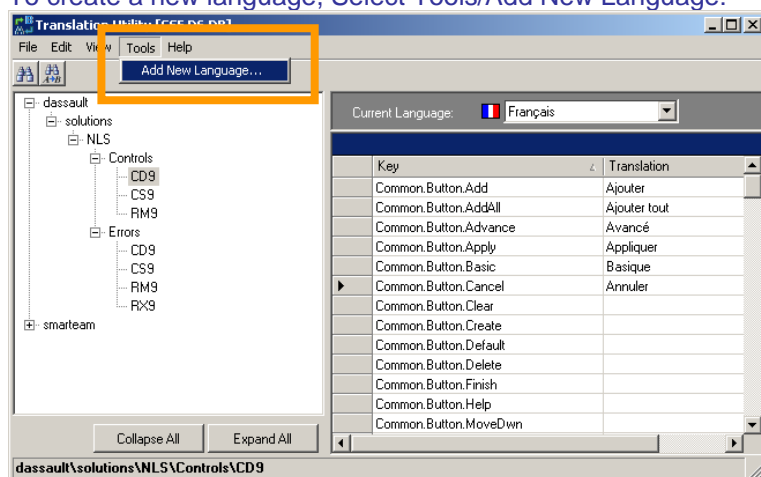 To create a new language, Select Tools/Add New Language.
Translation Utility
File Edit View Tools Help
Add New Language...
dassault
solutions
NLS
Controls
CD9
CS9
RM9
Errors
CD9
CS9
RM9
RX9
smarteam
Collapse All Expand All
Current Language: Français
Key Translation
Common.Button.Add Ajouter
Common.Button.AddAll Ajouter tout
Common.Button.Advance Avancé
Common.Button.Apply Appliquer
Common.Button.Basic Basique
Common.Button.Cancel Annuler
Common.Button.Clear
Common.Button.Create
Common.Button.Default
Common.Button.Delete
Common.Button.Finish
Common.Button.Help
Common.Button.MoveDwn
dassault\solutions\NLS\Controls\CD9